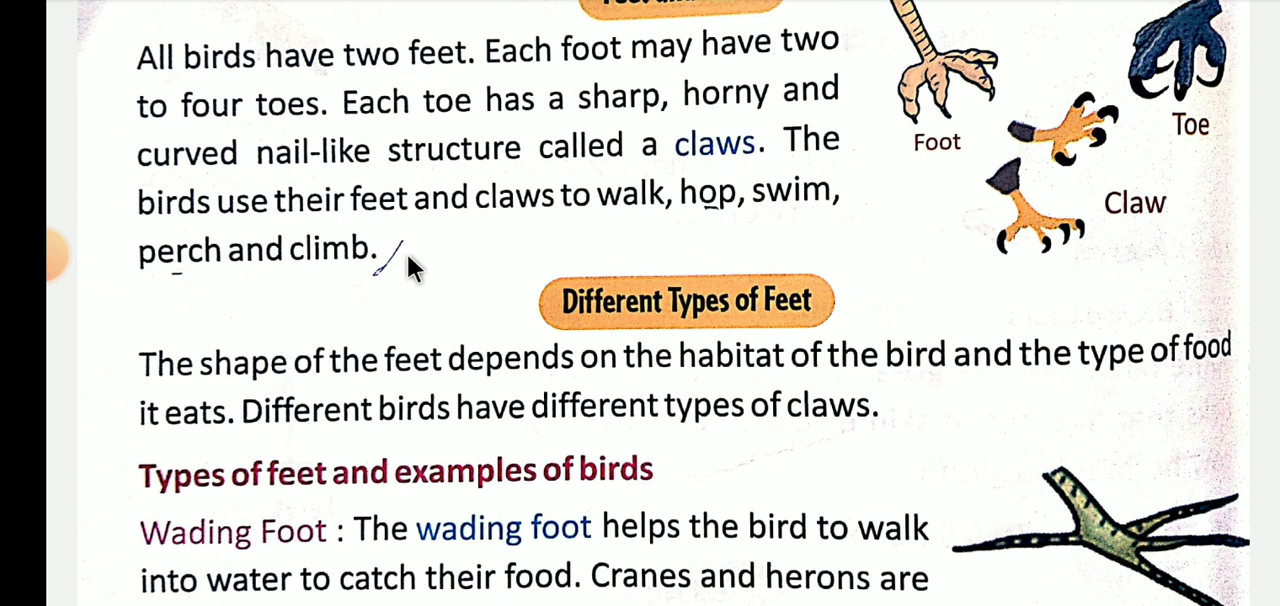 All birds have two feet. Each foot may have two
to four toes. Each toe has a sharp, horny and
curved nail-like structure called a claws. The
birds use their feet and claws to walk, hop, swim,
perch and climb.
Foot
Toe
Claw
Different Types of Feet
The shape of the feet depends on the habitat of the bird and the type of food
it eats. Different birds have different types of claws.
Types of feet and examples of birds
Wading Foot : The wading foot helps the bird to walk
into water to catch their food. Cranes and herons are